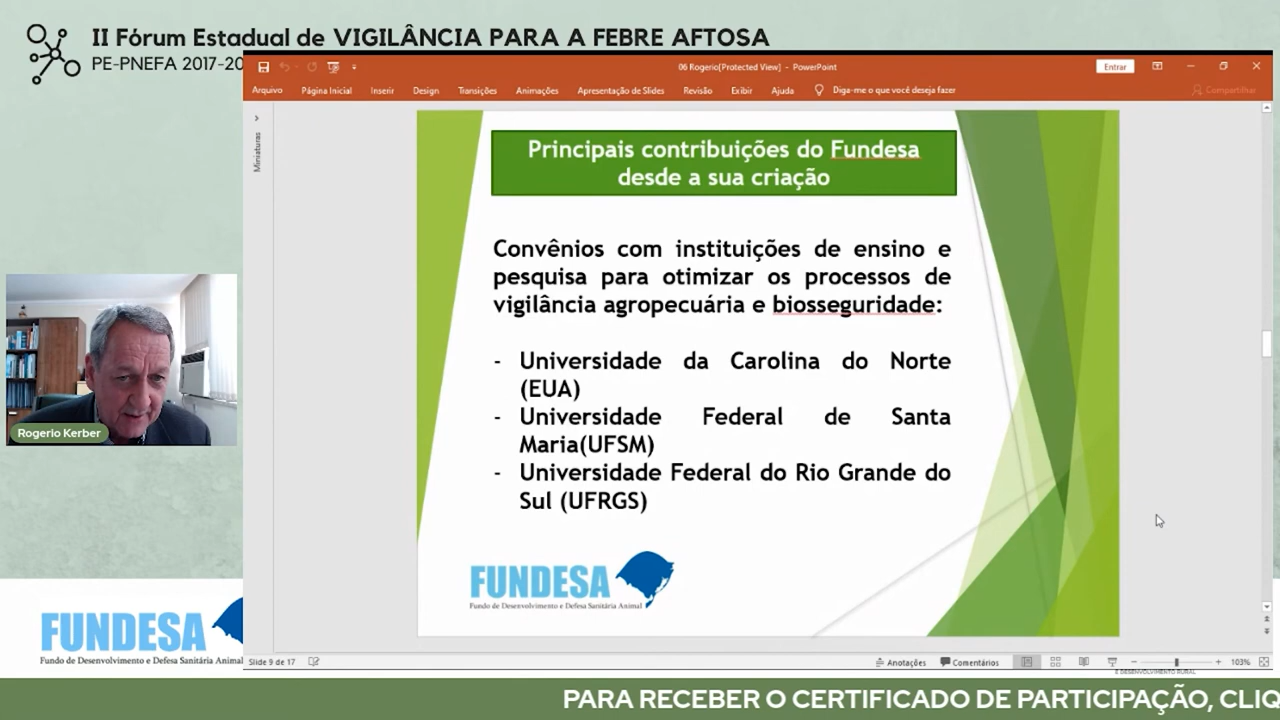 II Fórum Estadual de VIGILÂNCIA PARA A FEBRE AFTOSA
PE-PNEFA 2017-20
06 Rogerio[Protected View] - PowerPoint
Entrar
Arquivo Página Inicial Inserir Design Transições Animações Apresentação de Slides Revisão Exibir Ajuda Diga-me o que você deseja fazer Compartilhar
Miniaturas
Principais contribuições do Fundesa
desde a sua criação
Convênios com instituições de ensino e
pesquisa para otimizar os processos de
vigilância agropecuária e biosseguridade:
- Universidade da Carolina do Norte
(EUA)
- Universidade Federal de Santa
Maria(UFSM)
- Universidade Federal do Rio Grande do
Sul (UFRGS)
FUNDESA
Fundo de Desenvolvimento e Defesa Sanitária Animal
Rogerio Kerber
FUNDESA
Fundo de Desenvolvimento e Defesa Sanitária Animal
Slide 9 de 17
Anotações Comentários 103%
E DESENVOLVIMENTO RURAL
PARA RECEBER O CERTIFICADO DE PARTICIPAÇÃO, CLIQ